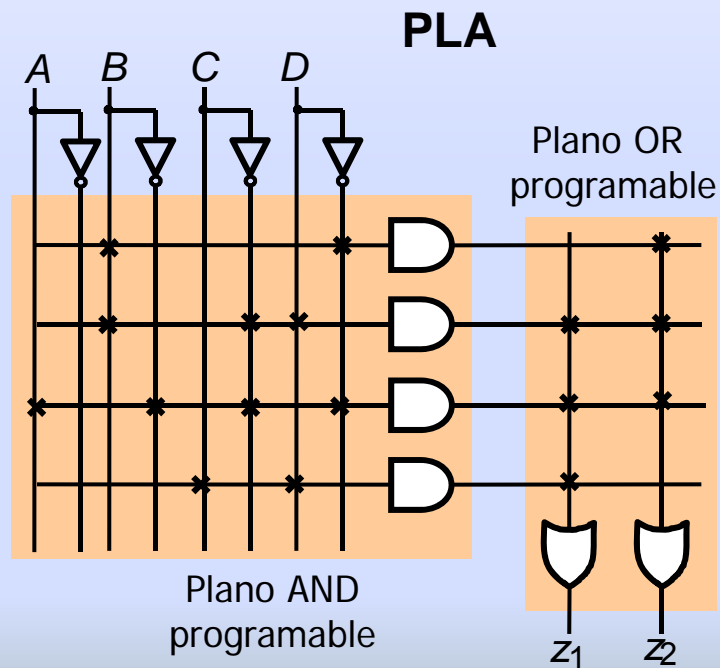 PLA
A B C D
Plano OR
programable
Plano AND
programable
z1 z2